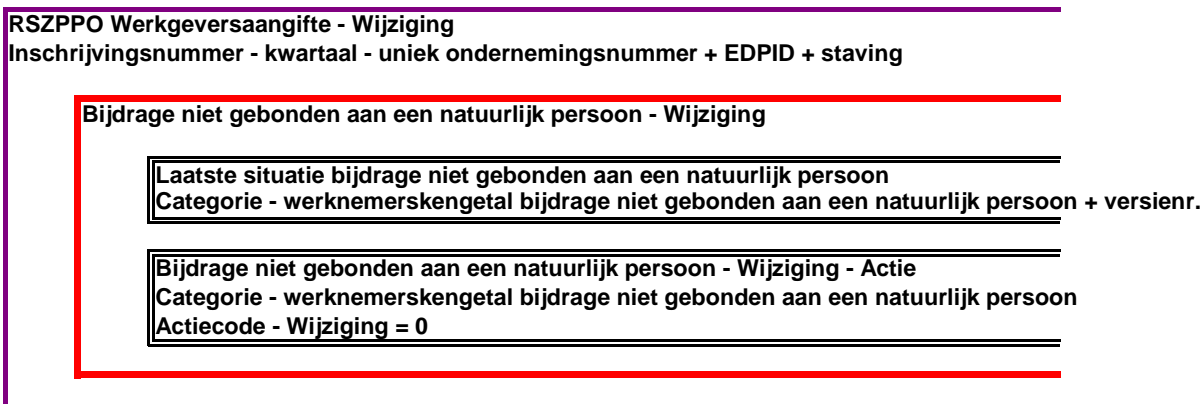 RSZPPO Werkgeversaangifte - Wijziging
Inschrijvingsnummer - kwartaal - uniek ondernemingsnummer + EDPID + staving
Bijdrage niet gebonden aan een natuurlijk persoon - Wijziging
Laatste situatie bijdrage niet gebonden aan een natuurlijk persoon
Categorie - werknemerskengetal bijdrage niet gebonden aan een natuurlijk persoon + versienr.
Bijdrage niet gebonden aan een natuurlijk persoon - Wijziging - Actie
Categorie - werknemerskengetal bijdrage niet gebonden aan een natuurlijk persoon
Actiecode - Wijziging = 0